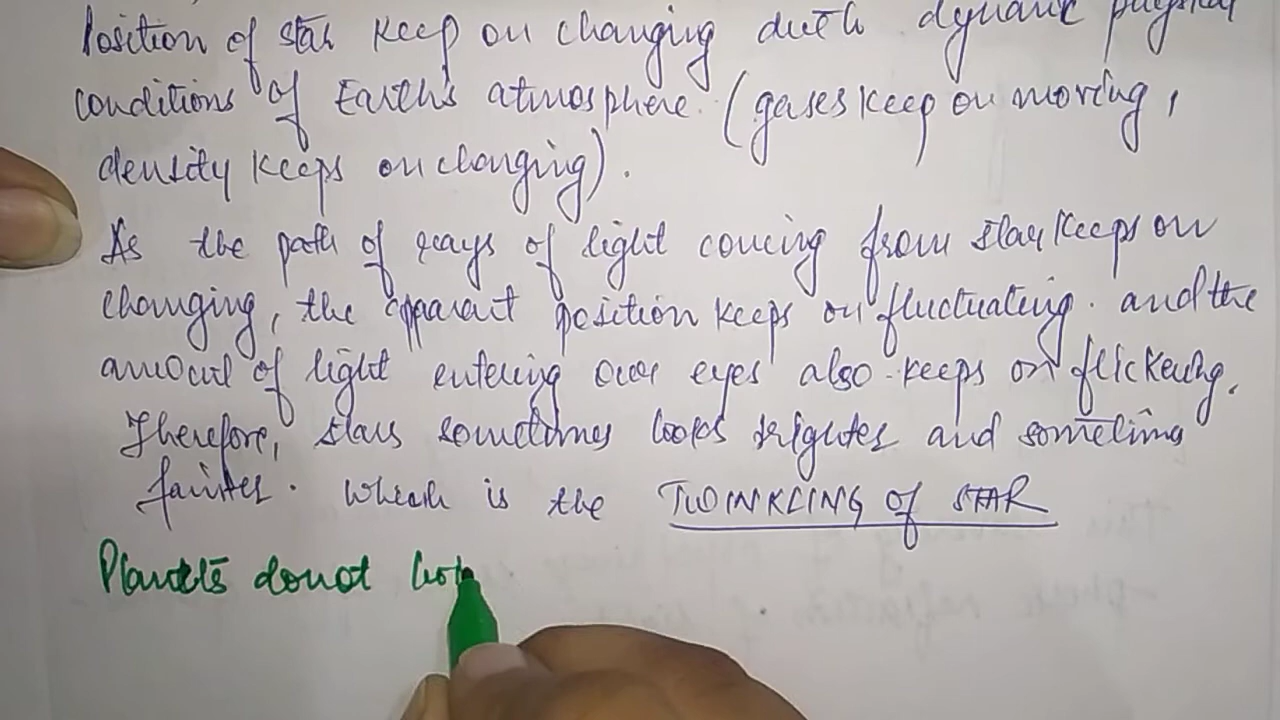 Position of star keep on changing due to dynamic physical
conditions of Earth's atmosphere. (gases keep on moving,
density keeps on changing).
As the path of rays of light coming from star keeps on
changing, the apparent position keeps on fluctuating. and the
amount of light entering our eyes also keeps on flickering.
Therefore, stars sometimes looks brighter and sometime
fainter. Which is the TWINKLING of STAR
Planets donot